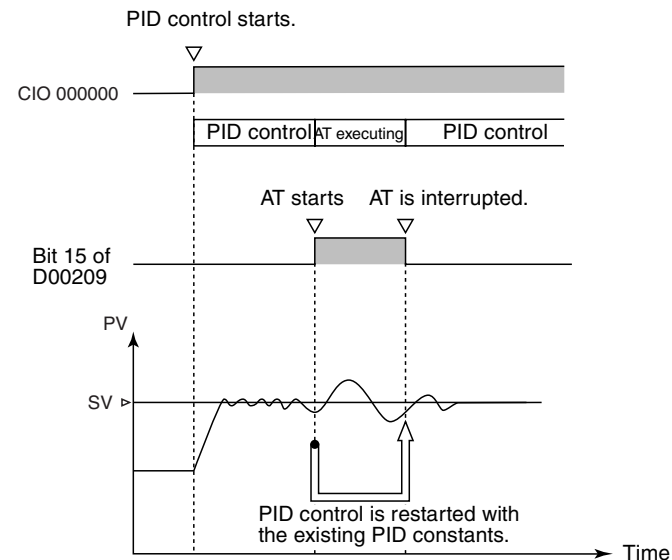 PID control starts.
CIO 000000
PID control AT executing PID control
AT starts AT is interrupted.
Bit 15 of
D00209
PV
SV
PID control is restarted with
the existing PID constants.
Time